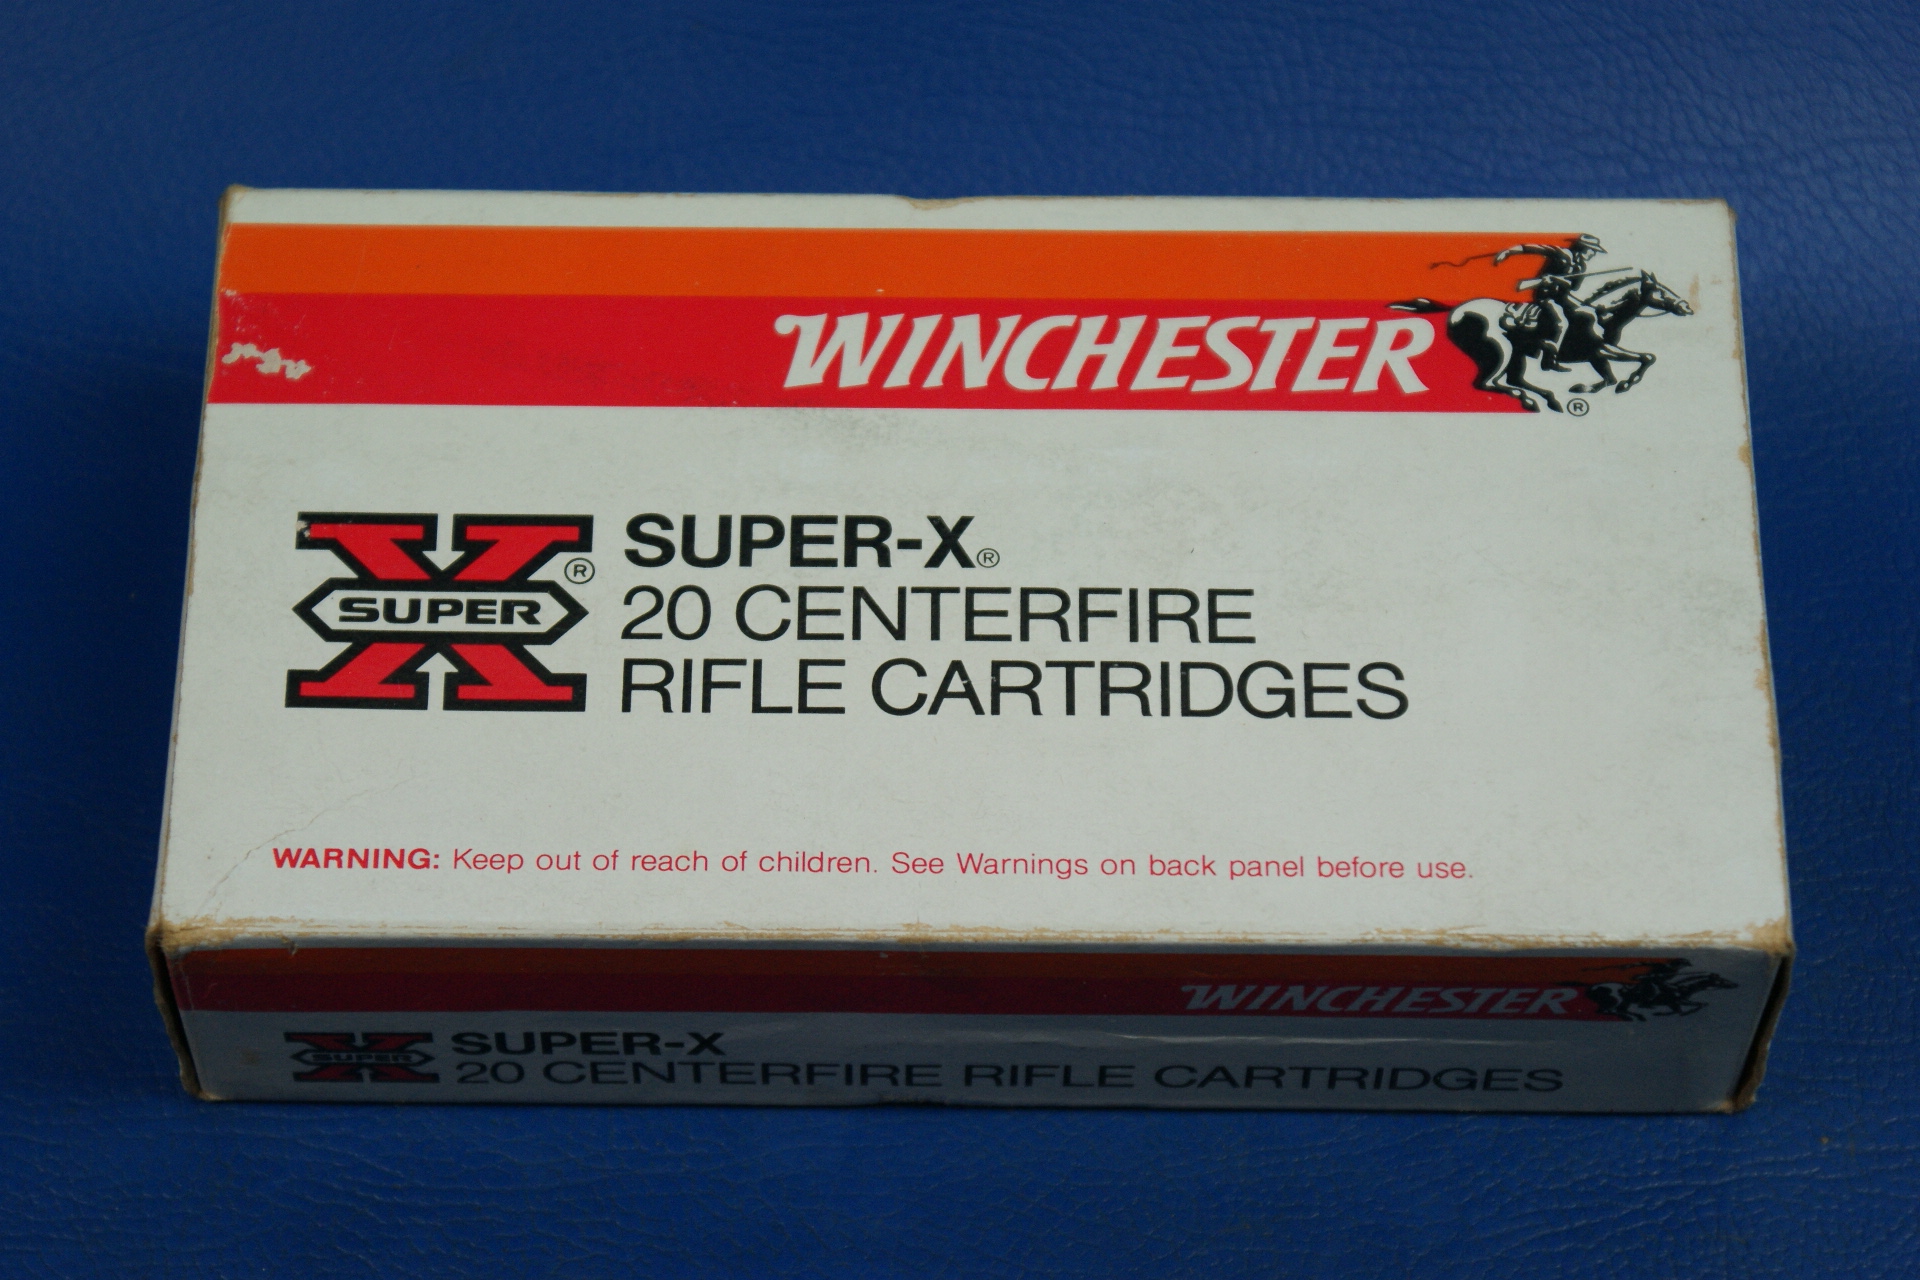 WINCHESTER
®
SUPER
®
SUPER-X®
20 CENTERFIRE
RIFLE CARTRIDGES
WARNING: Keep out of reach of children. See Warnings on back panel before use.
WINCHESTER
SUPER
SUPER-X
20 CENTERFIRE RIFLE CARTRIDGES